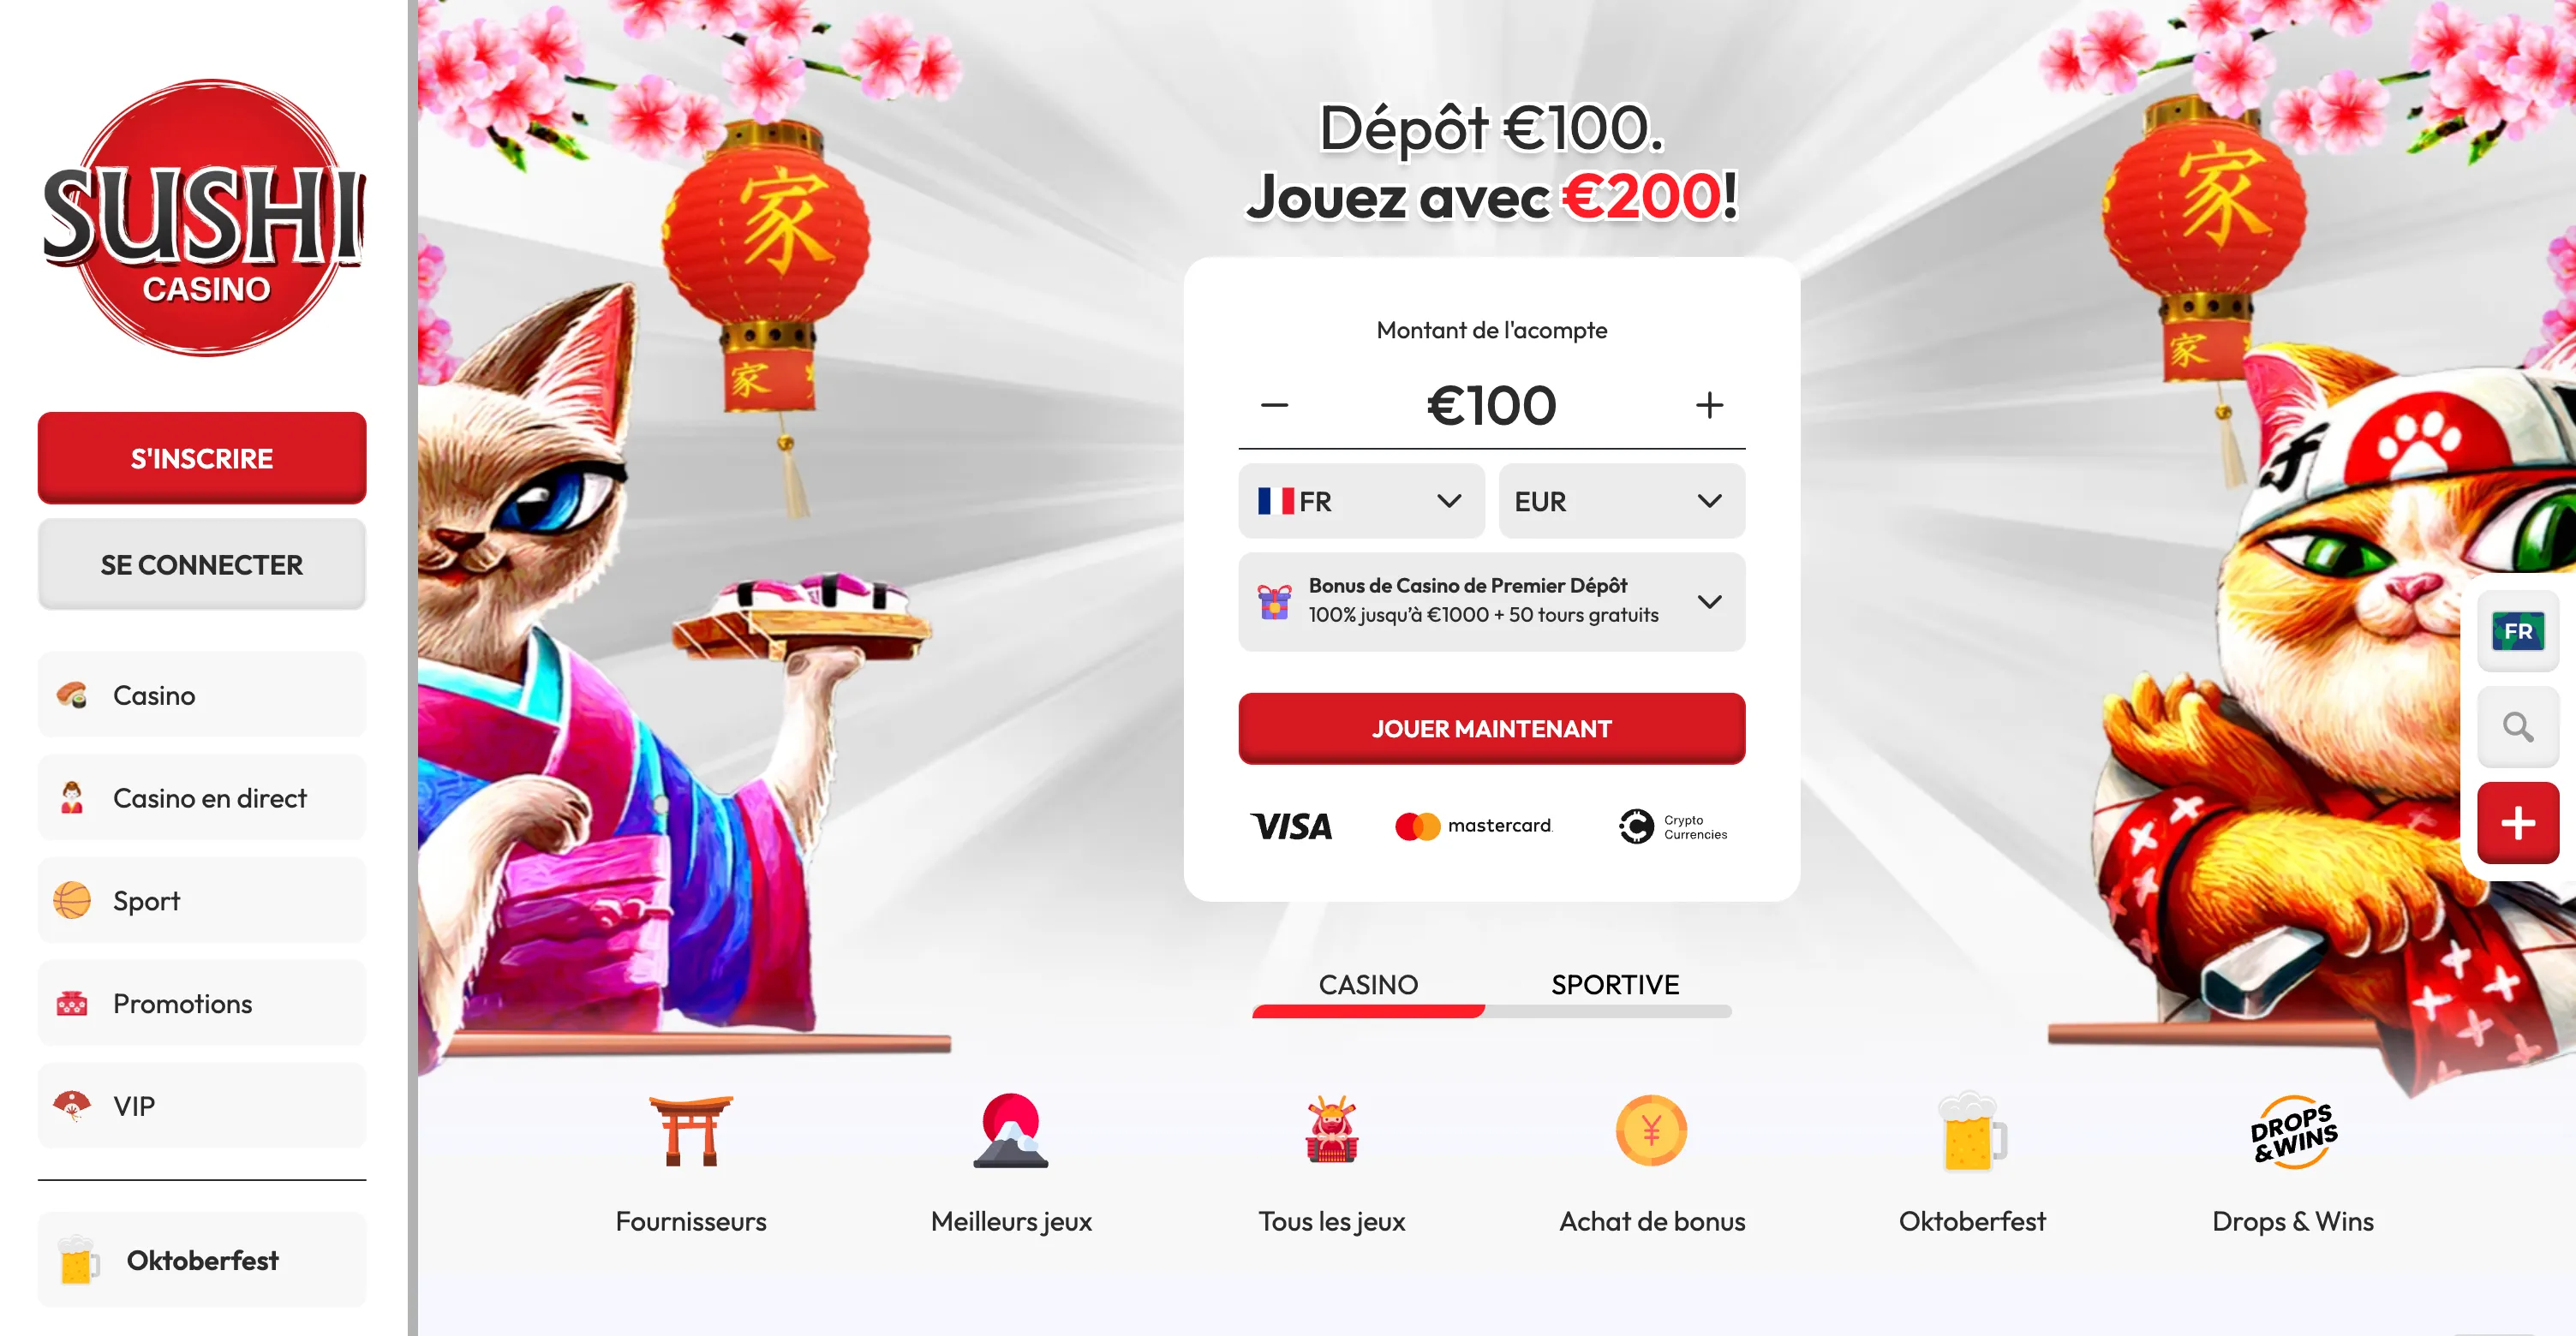 SUSHI
CASINO
S'INSCRIRE
SE CONNECTER
Casino
Casino en direct
Sport
Promotions
VIP
Oktoberfest
家
家
家
家
Dépôt €100.
Jouez avec €200!
Montant de l'acompte
€100
FR
EUR
Bonus de Casino de Premier Dépôt
100% jusqu'à €1000 + 50 tours gratuits
JOUER MAINTENANT
VISA
mastercard
Crypto
Currencies
CASINO
SPORTIVE
Fournisseurs
Meilleurs jeux
Tous les jeux
Achat de bonus
Oktoberfest
DROPS
&WINS
Drops & Wins
FR